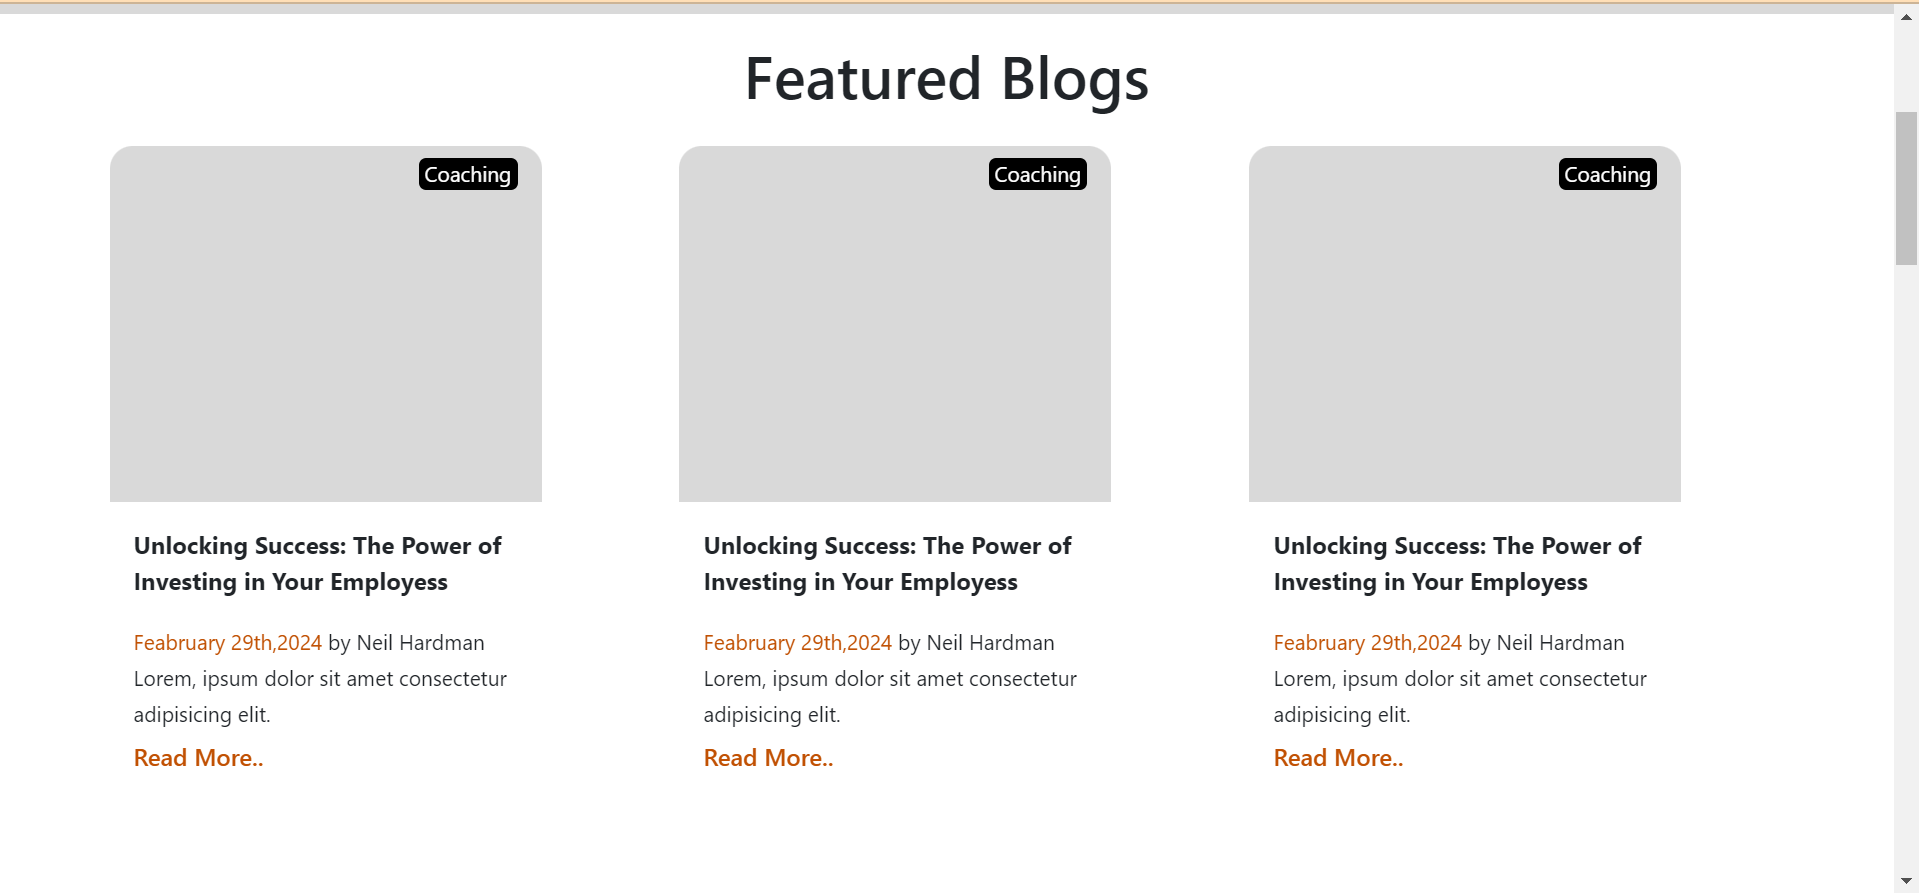 Featured Blogs
Coaching
Unlocking Success: The Power of
Investing in Your Employess
Feabruary 29th,2024 by Neil Hardman
Lorem, ipsum dolor sit amet consectetur
adipisicing elit.
Read More..
Coaching
Unlocking Success: The Power of
Investing in Your Employess
Feabruary 29th,2024 by Neil Hardman
Lorem, ipsum dolor sit amet consectetur
adipisicing elit.
Read More..
Coaching
Unlocking Success: The Power of
Investing in Your Employess
Feabruary 29th,2024 by Neil Hardman
Lorem, ipsum dolor sit amet consectetur
adipisicing elit.
Read More..